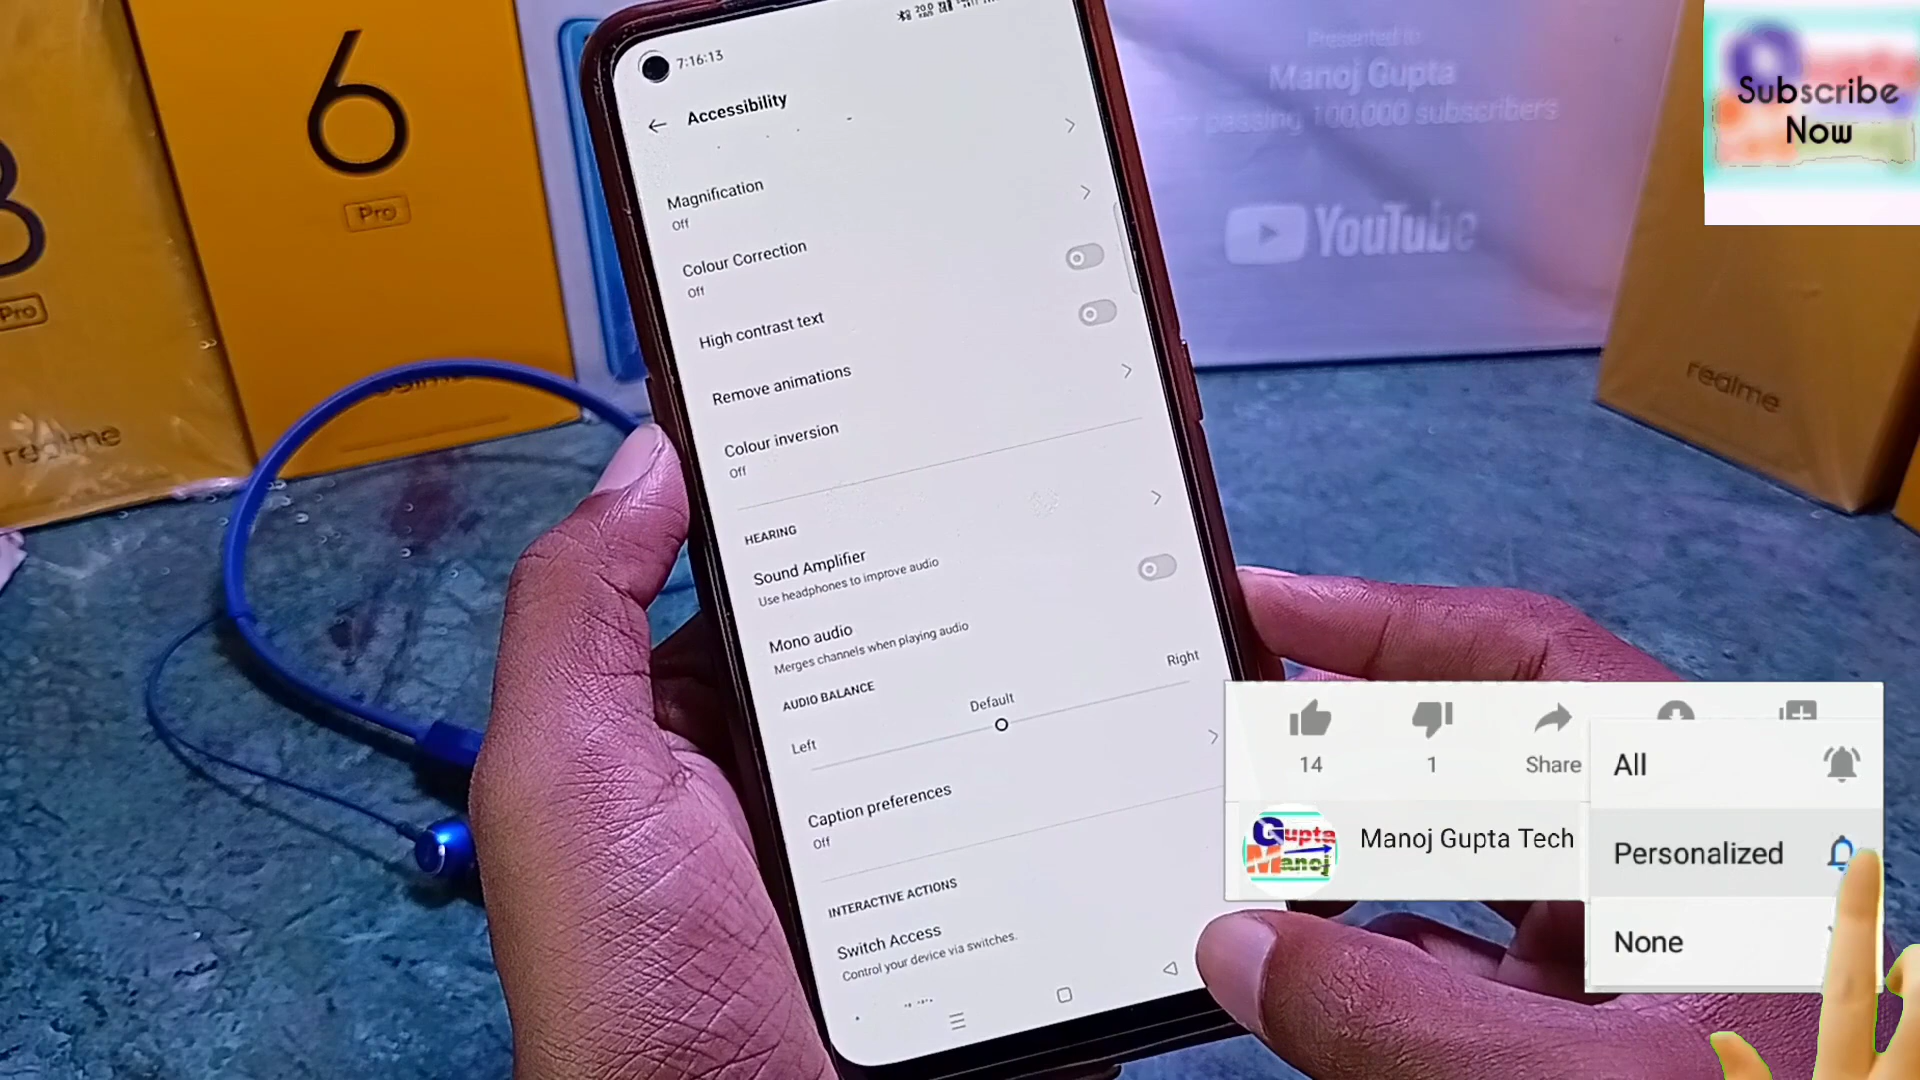 7:16:13
Accessibility
Magnification
Off
Colour Correction
Off
High contrast text
Remove animations
Colour inversion
Off
HEARING
Sound Amplifier
Use headphones to improve audio
Mono audio
Merges channels when playing audio
AUDIO BALANCE
Left
Default
Right
Caption preferences
Off
INTERACTIVE ACTIONS
Switch Access
Control your device via switches.
6
Pro
Pro
realme
realme
Presented to
Manoj Gupta
passing 100,000 subscribers
YouTube
Subscribe
Now
14
1
Share
Gupta
Manoj
Manoj Gupta Tech
All
Personalized
None